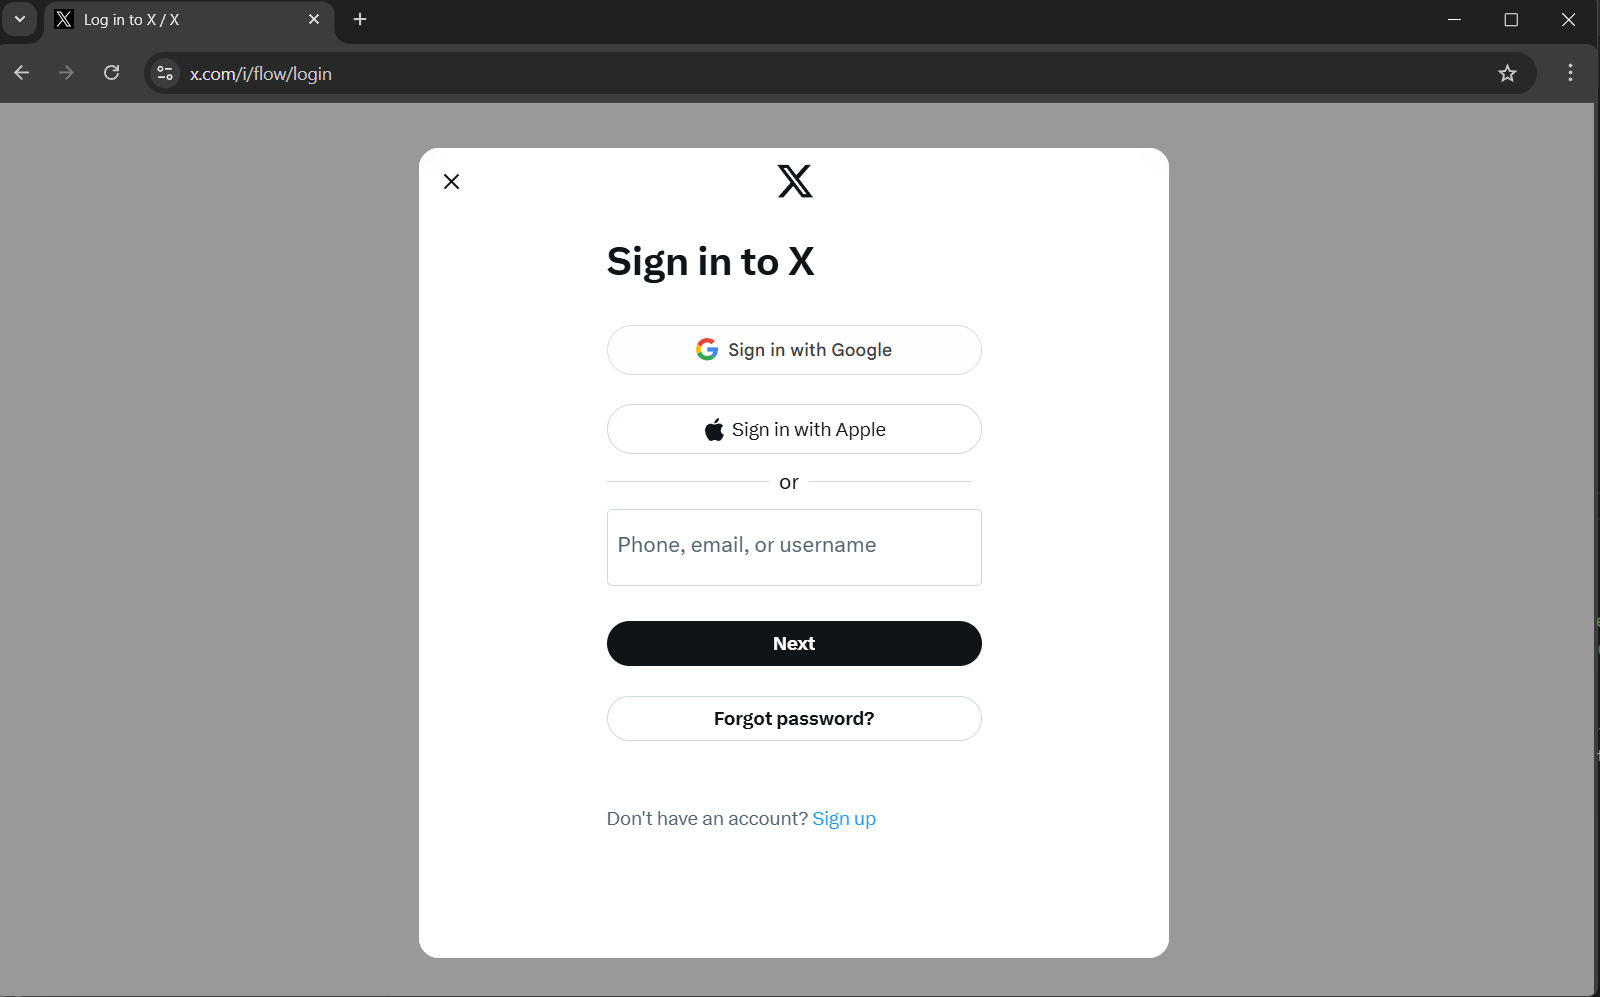 Log in to X / X
x.com/i/flow/login
Sign in to X
Sign in with Google
Sign in with Apple
or
Phone, email, or username
Next
Forgot password?
Don't have an account? Sign up